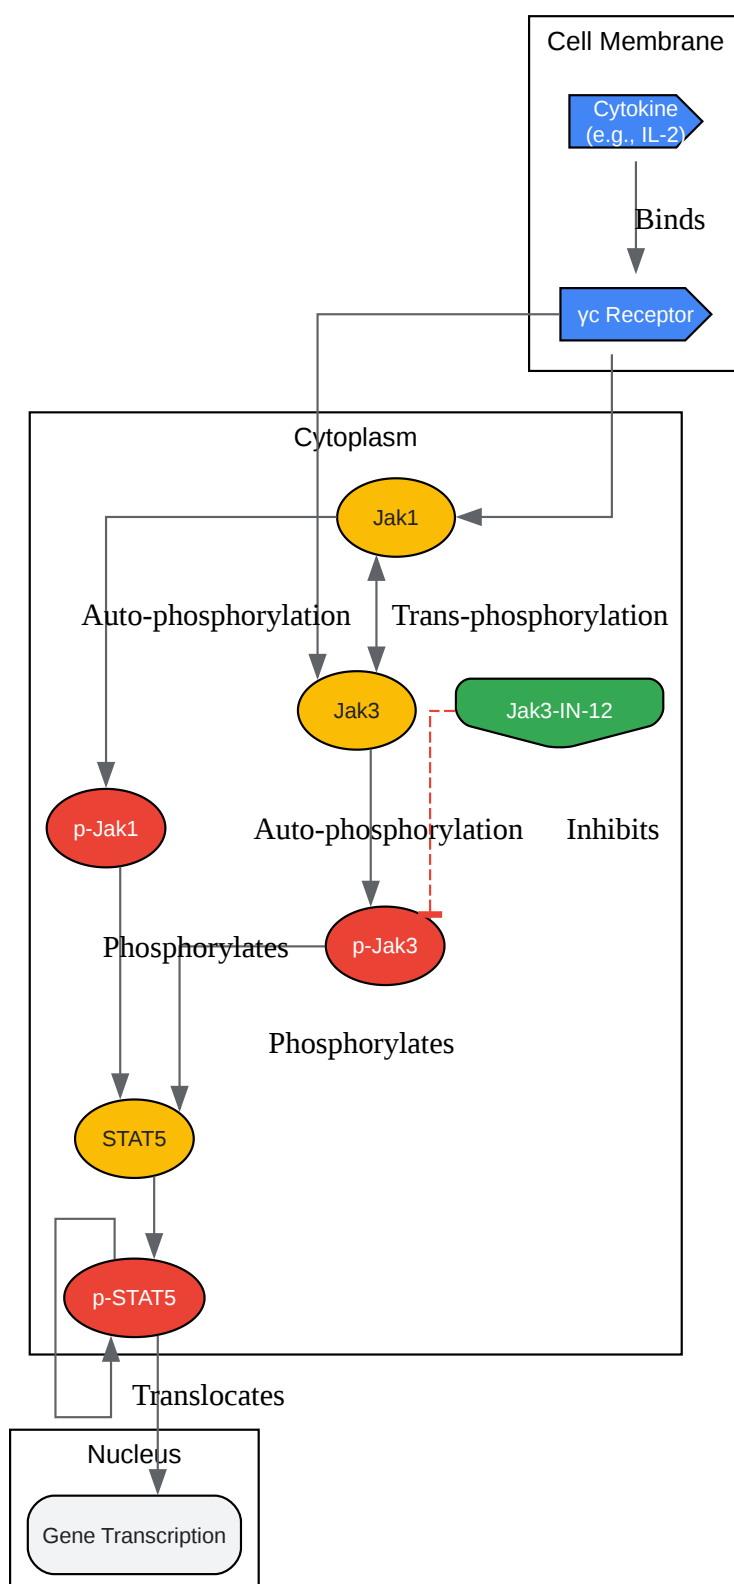 Cell Membrane
Cytokine
(e.g., IL-2)
Binds
γc Receptor
Cytoplasm
Jak1
Auto-phosphorylation
Trans-phosphorylation
Jak3
Jak3-IN-12
p-Jak1
Auto-phosphorylation
Inhibits
Phosphorylates
p-Jak3
Phosphorylates
STAT5
p-STAT5
Translocates
Nucleus
Gene Transcription